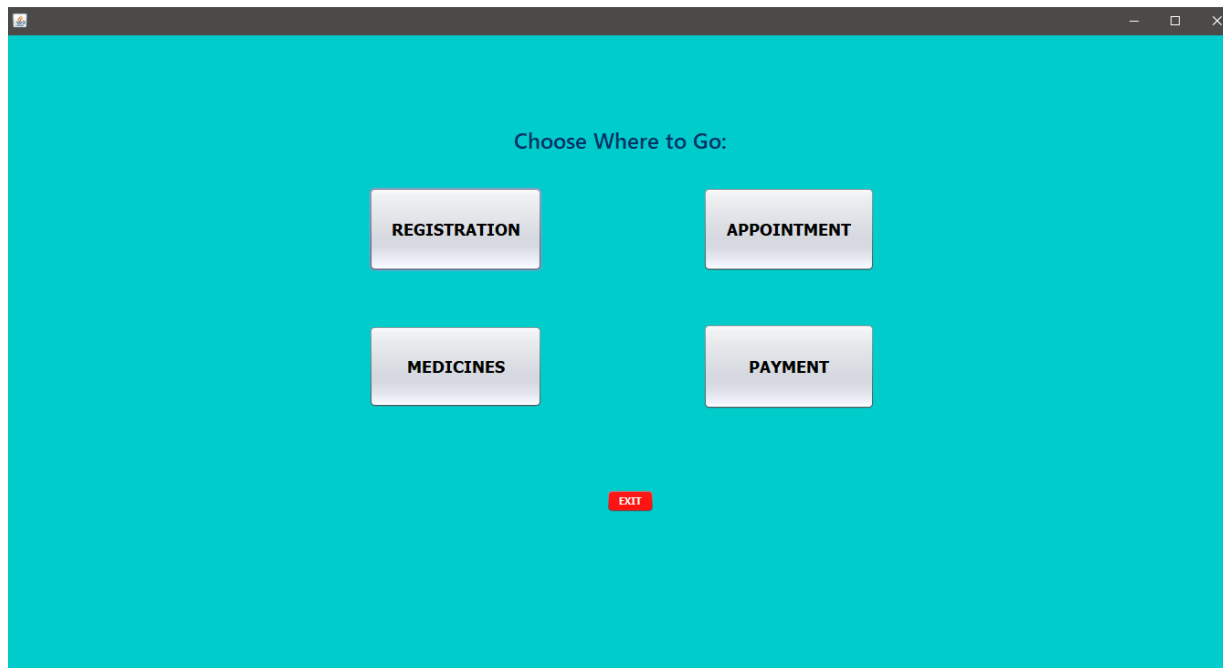 Choose Where to Go:
REGISTRATION
APPOINTMENT
MEDICINES
PAYMENT
EXIT